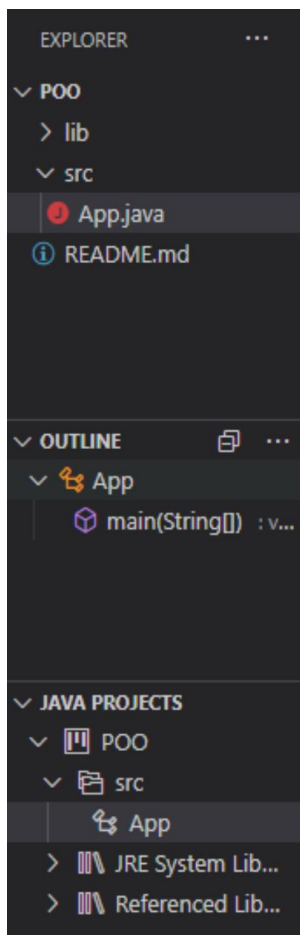 EXPLORER ...
POO
lib
src
J App.java
README.md
OUTLINE ...
App
main(String[]) : v...
JAVA PROJECTS
POO
src
App
JRE System Lib...
Referenced Lib...